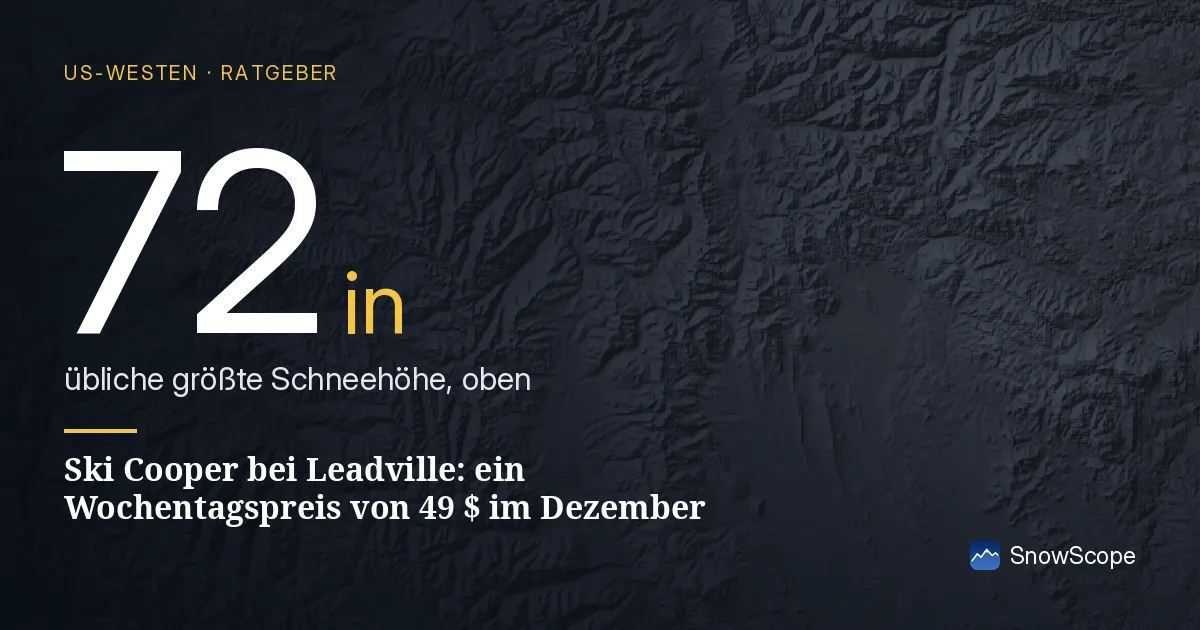 US-WESTEN · RATGEBER
72 in
übliche größte Schneehöhe, oben
Ski Cooper bei Leadville: ein
Wochentagspreis von 49 $ im Dezember
SnowScope